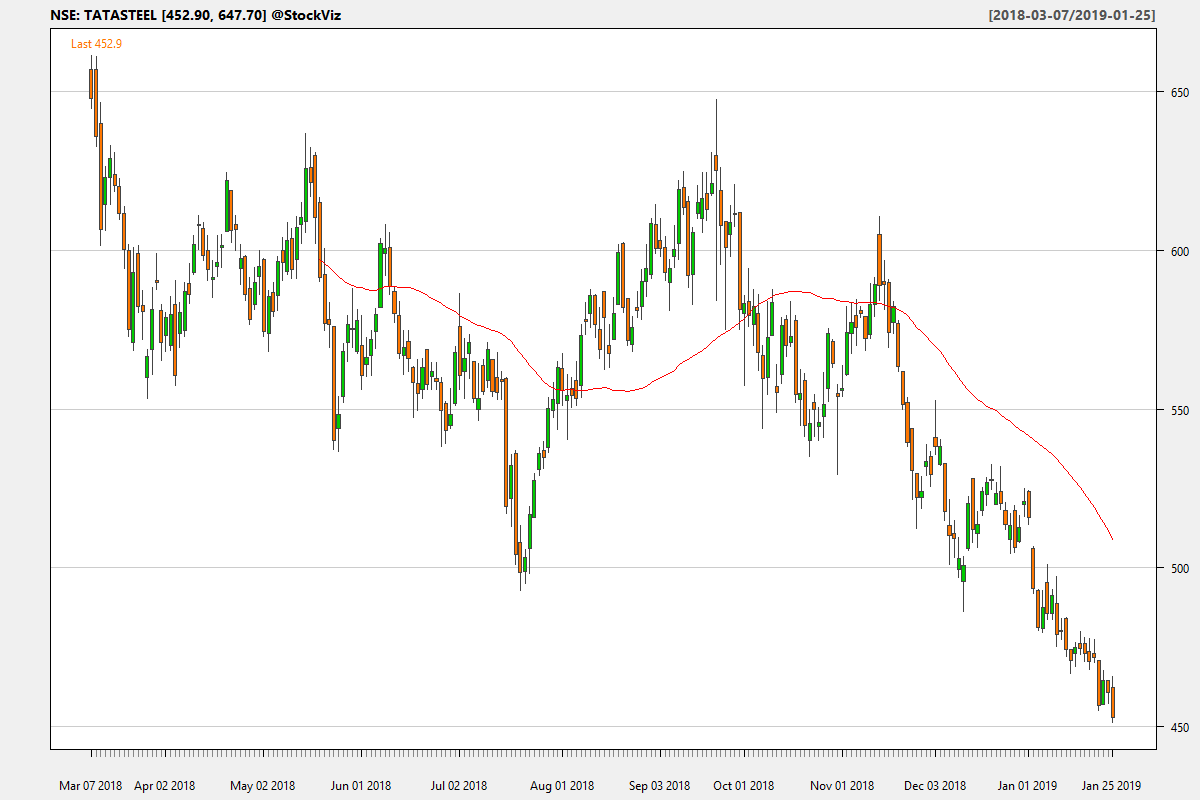 NSE: TATASTEEL [452.90, 647.70] @StockViz [2018-03-07/2019-01-25]
Last 452.9
650
600
550
500
450
Mar 07 2018 Apr 02 2018 May 02 2018 Jun 01 2018 Jul 02 2018 Aug 01 2018 Sep 03 2018 Oct 01 2018 Nov 01 2018 Dec 03 2018 Jan 01 2019 Jan 25 2019